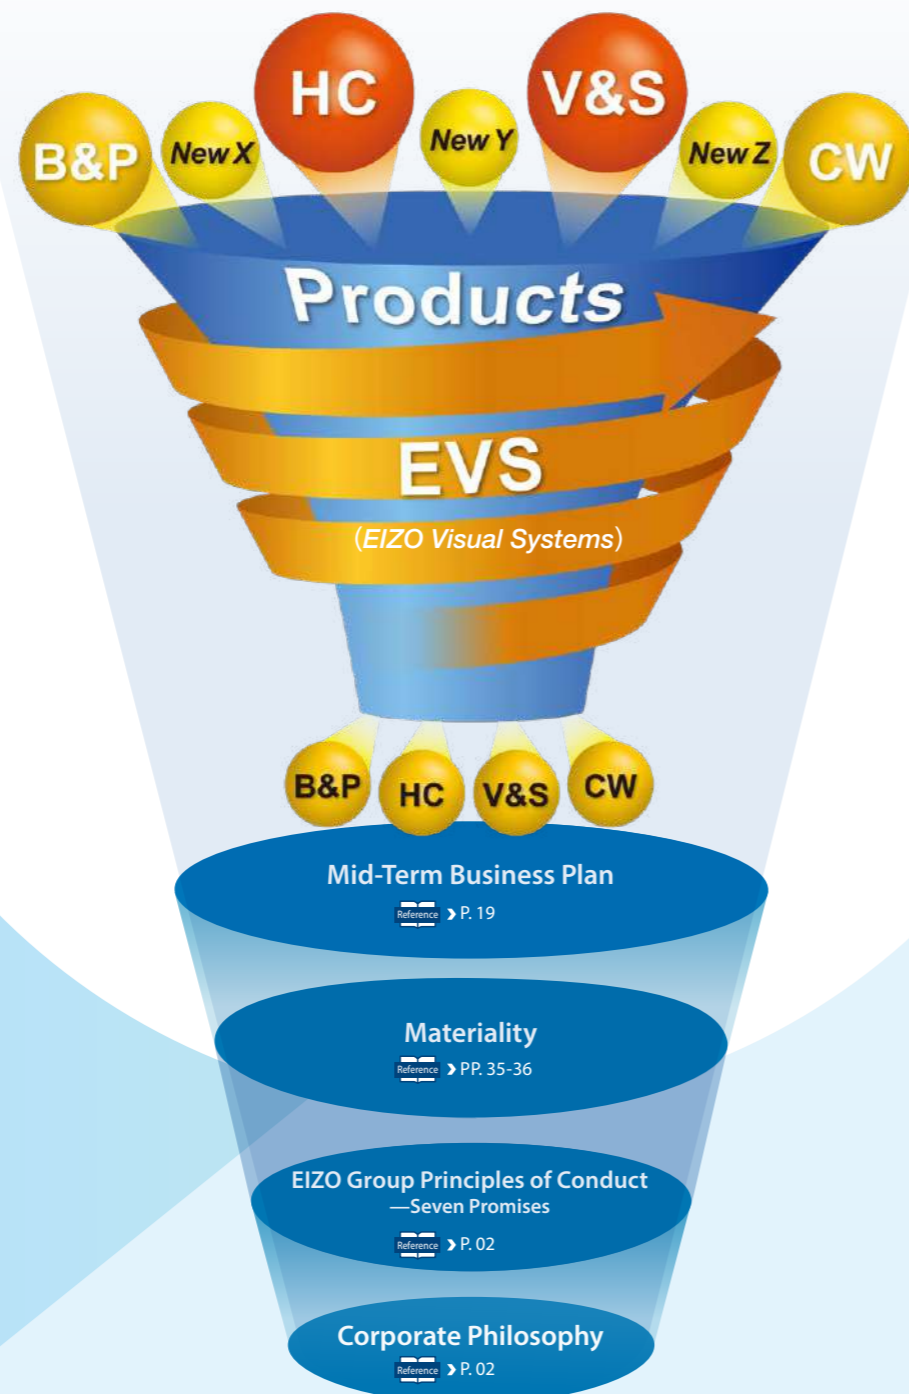 HC
V&S
B&P
New X
New Y
New Z
CW
Products
EVS
(EIZO Visual Systems)
B&P
HC
V&S
CW
Mid-Term Business Plan
Reference › P. 19
Materiality
Reference › PP. 35-36
EIZO Group Principles of Conduct
—Seven Promises
Reference › P. 02
Corporate Philosophy
Reference › P. 02